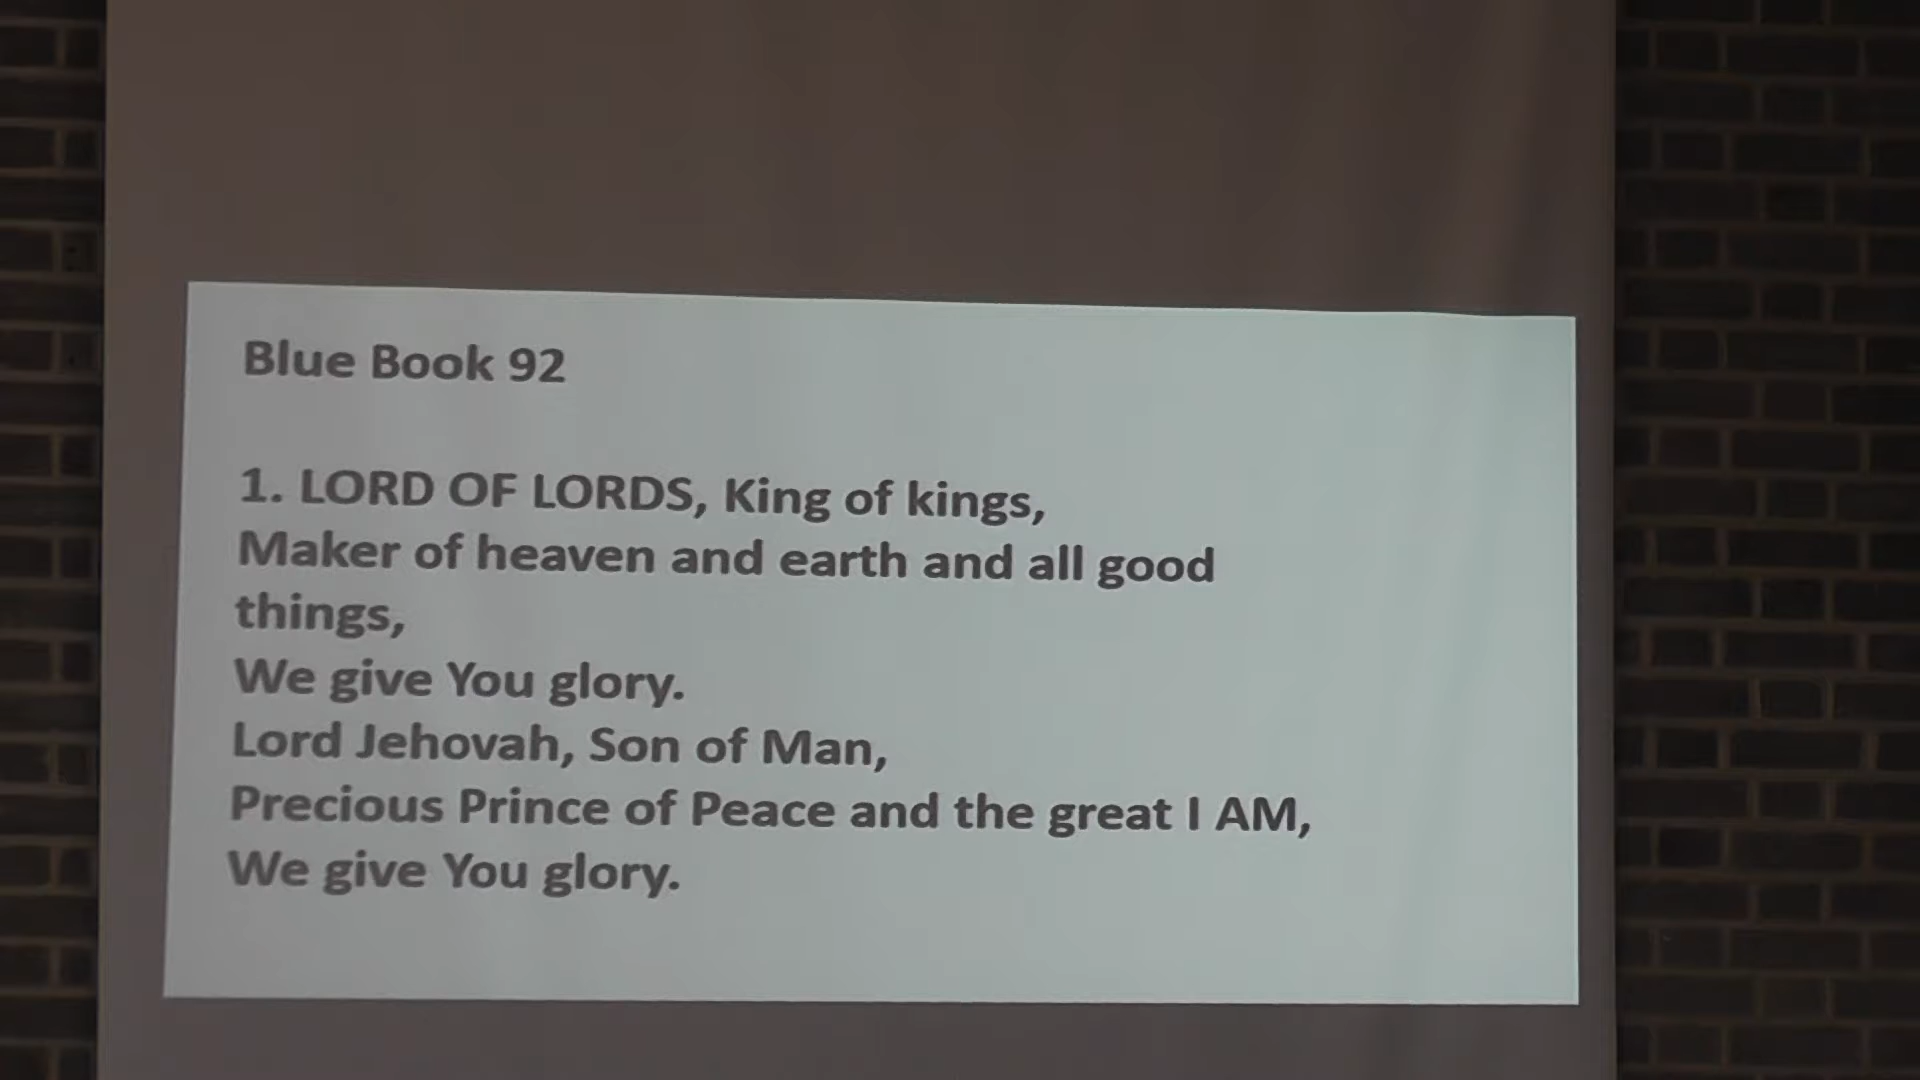 Blue Book 92
1. LORD OF LORDS, King of kings,
Maker of heaven and earth and all good
things,
We give You glory.
Lord Jehovah, Son of Man,
Precious Prince of Peace and the great I AM,
We give You glory.